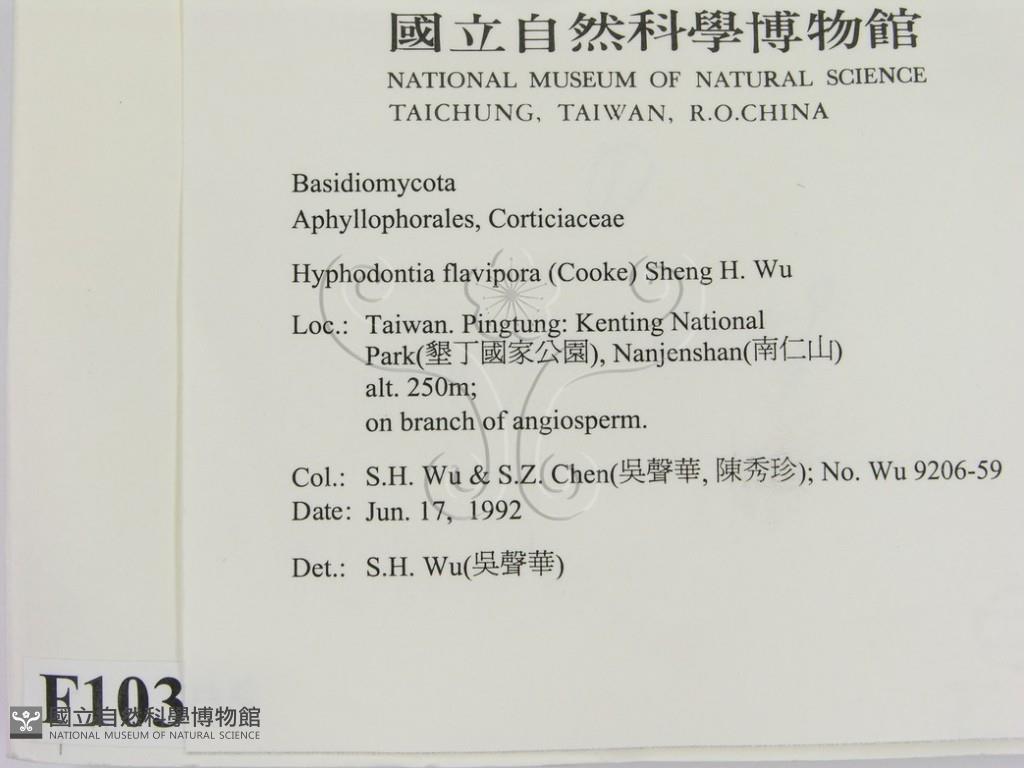 國立自然科學博物館
NATIONAL MUSEUM OF NATURAL SCIENCE
TAICHUNG, TAIWAN, R.O.CHINA
Basidiomycota
Aphyllophorales, Corticiaceae
Hyphodontia flavipora (Cooke) Sheng H. Wu
Loc.: Taiwan. Pingtung: Kenting National
Park(墾丁國家公園), Nanjenshan(南仁山)
alt. 250m;
on branch of angiosperm.
Col.: S.H. Wu & S.Z. Chen(吳聲華, 陳秀珍); No. Wu 9206-59
Date: Jun. 17, 1992
Det.: S.H. Wu(吳聲華)
F103
國立自然科學博物館
NATIONAL MUSEUM OF NATURAL SCIENCE